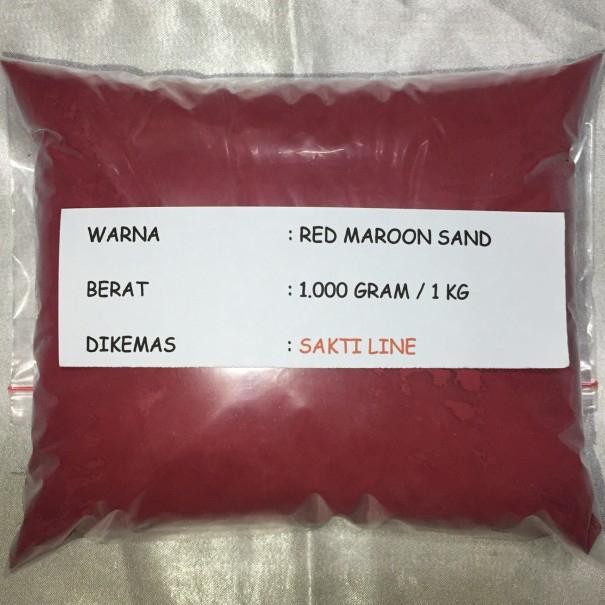 WARNA : RED MAROON SAND
BERAT : 1.000 GRAM / 1 KG
DIKEMAS : SAKTI LINE